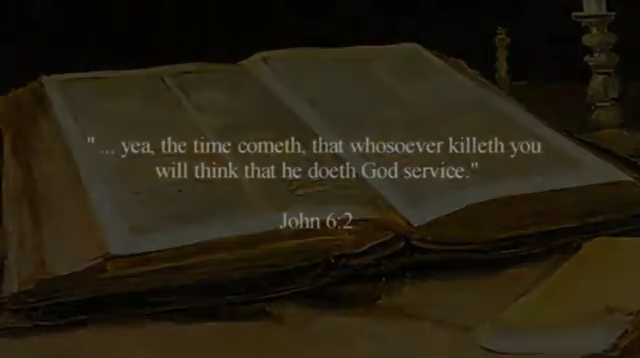 " ... yea, the time cometh, that whosoever killeth you
will think that he doeth God service."
John 6:2